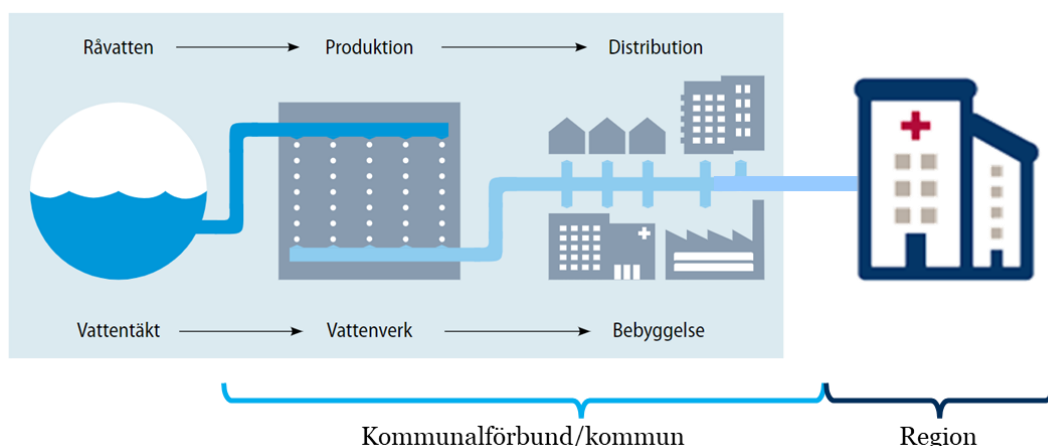 Råvatten
Produktion
Distribution
Vattentäkt
Vattenverk
Bebyggelse
Kommunalförbund/kommun
Region